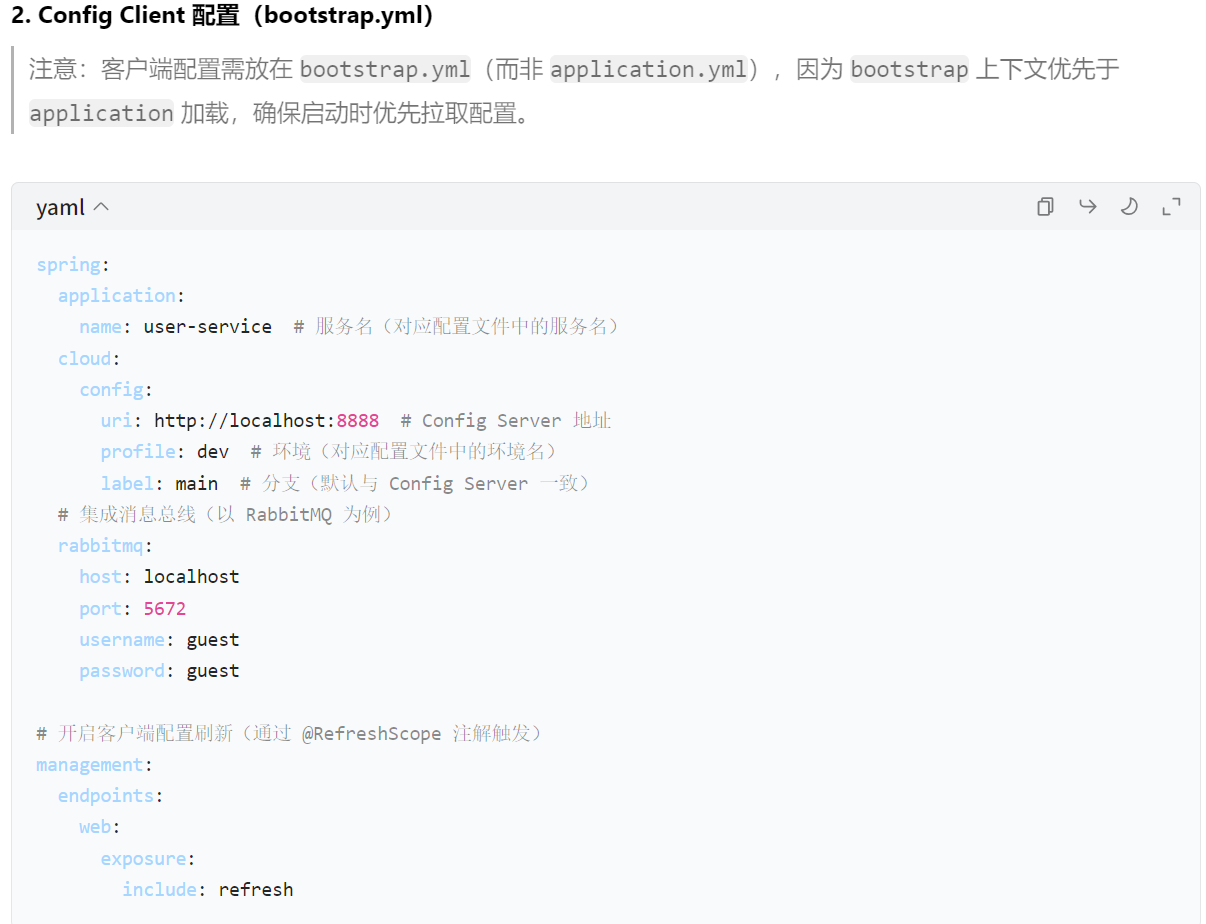 2. Config Client 配置（bootstrap.yml）
注意：客户端配置需放在 bootstrap.yml（而非 application.yml），因为 bootstrap 上下文优先于
application 加载，确保启动时优先拉取配置。
yaml
spring:
  application:
    name: user-service  # 服务名（对应配置文件中的服务名）
  cloud:
    config:
      uri: http://localhost:8888  # Config Server 地址
      profile: dev  # 环境（对应配置文件中的环境名）
      label: main  # 分支（默认与 Config Server 一致）
  # 集成消息总线（以 RabbitMQ 为例）
  rabbitmq:
    host: localhost
    port: 5672
    username: guest
    password: guest
# 开启客户端配置刷新（通过 @RefreshScope 注解触发）
management:
  endpoints:
    web:
      exposure:
        include: refresh